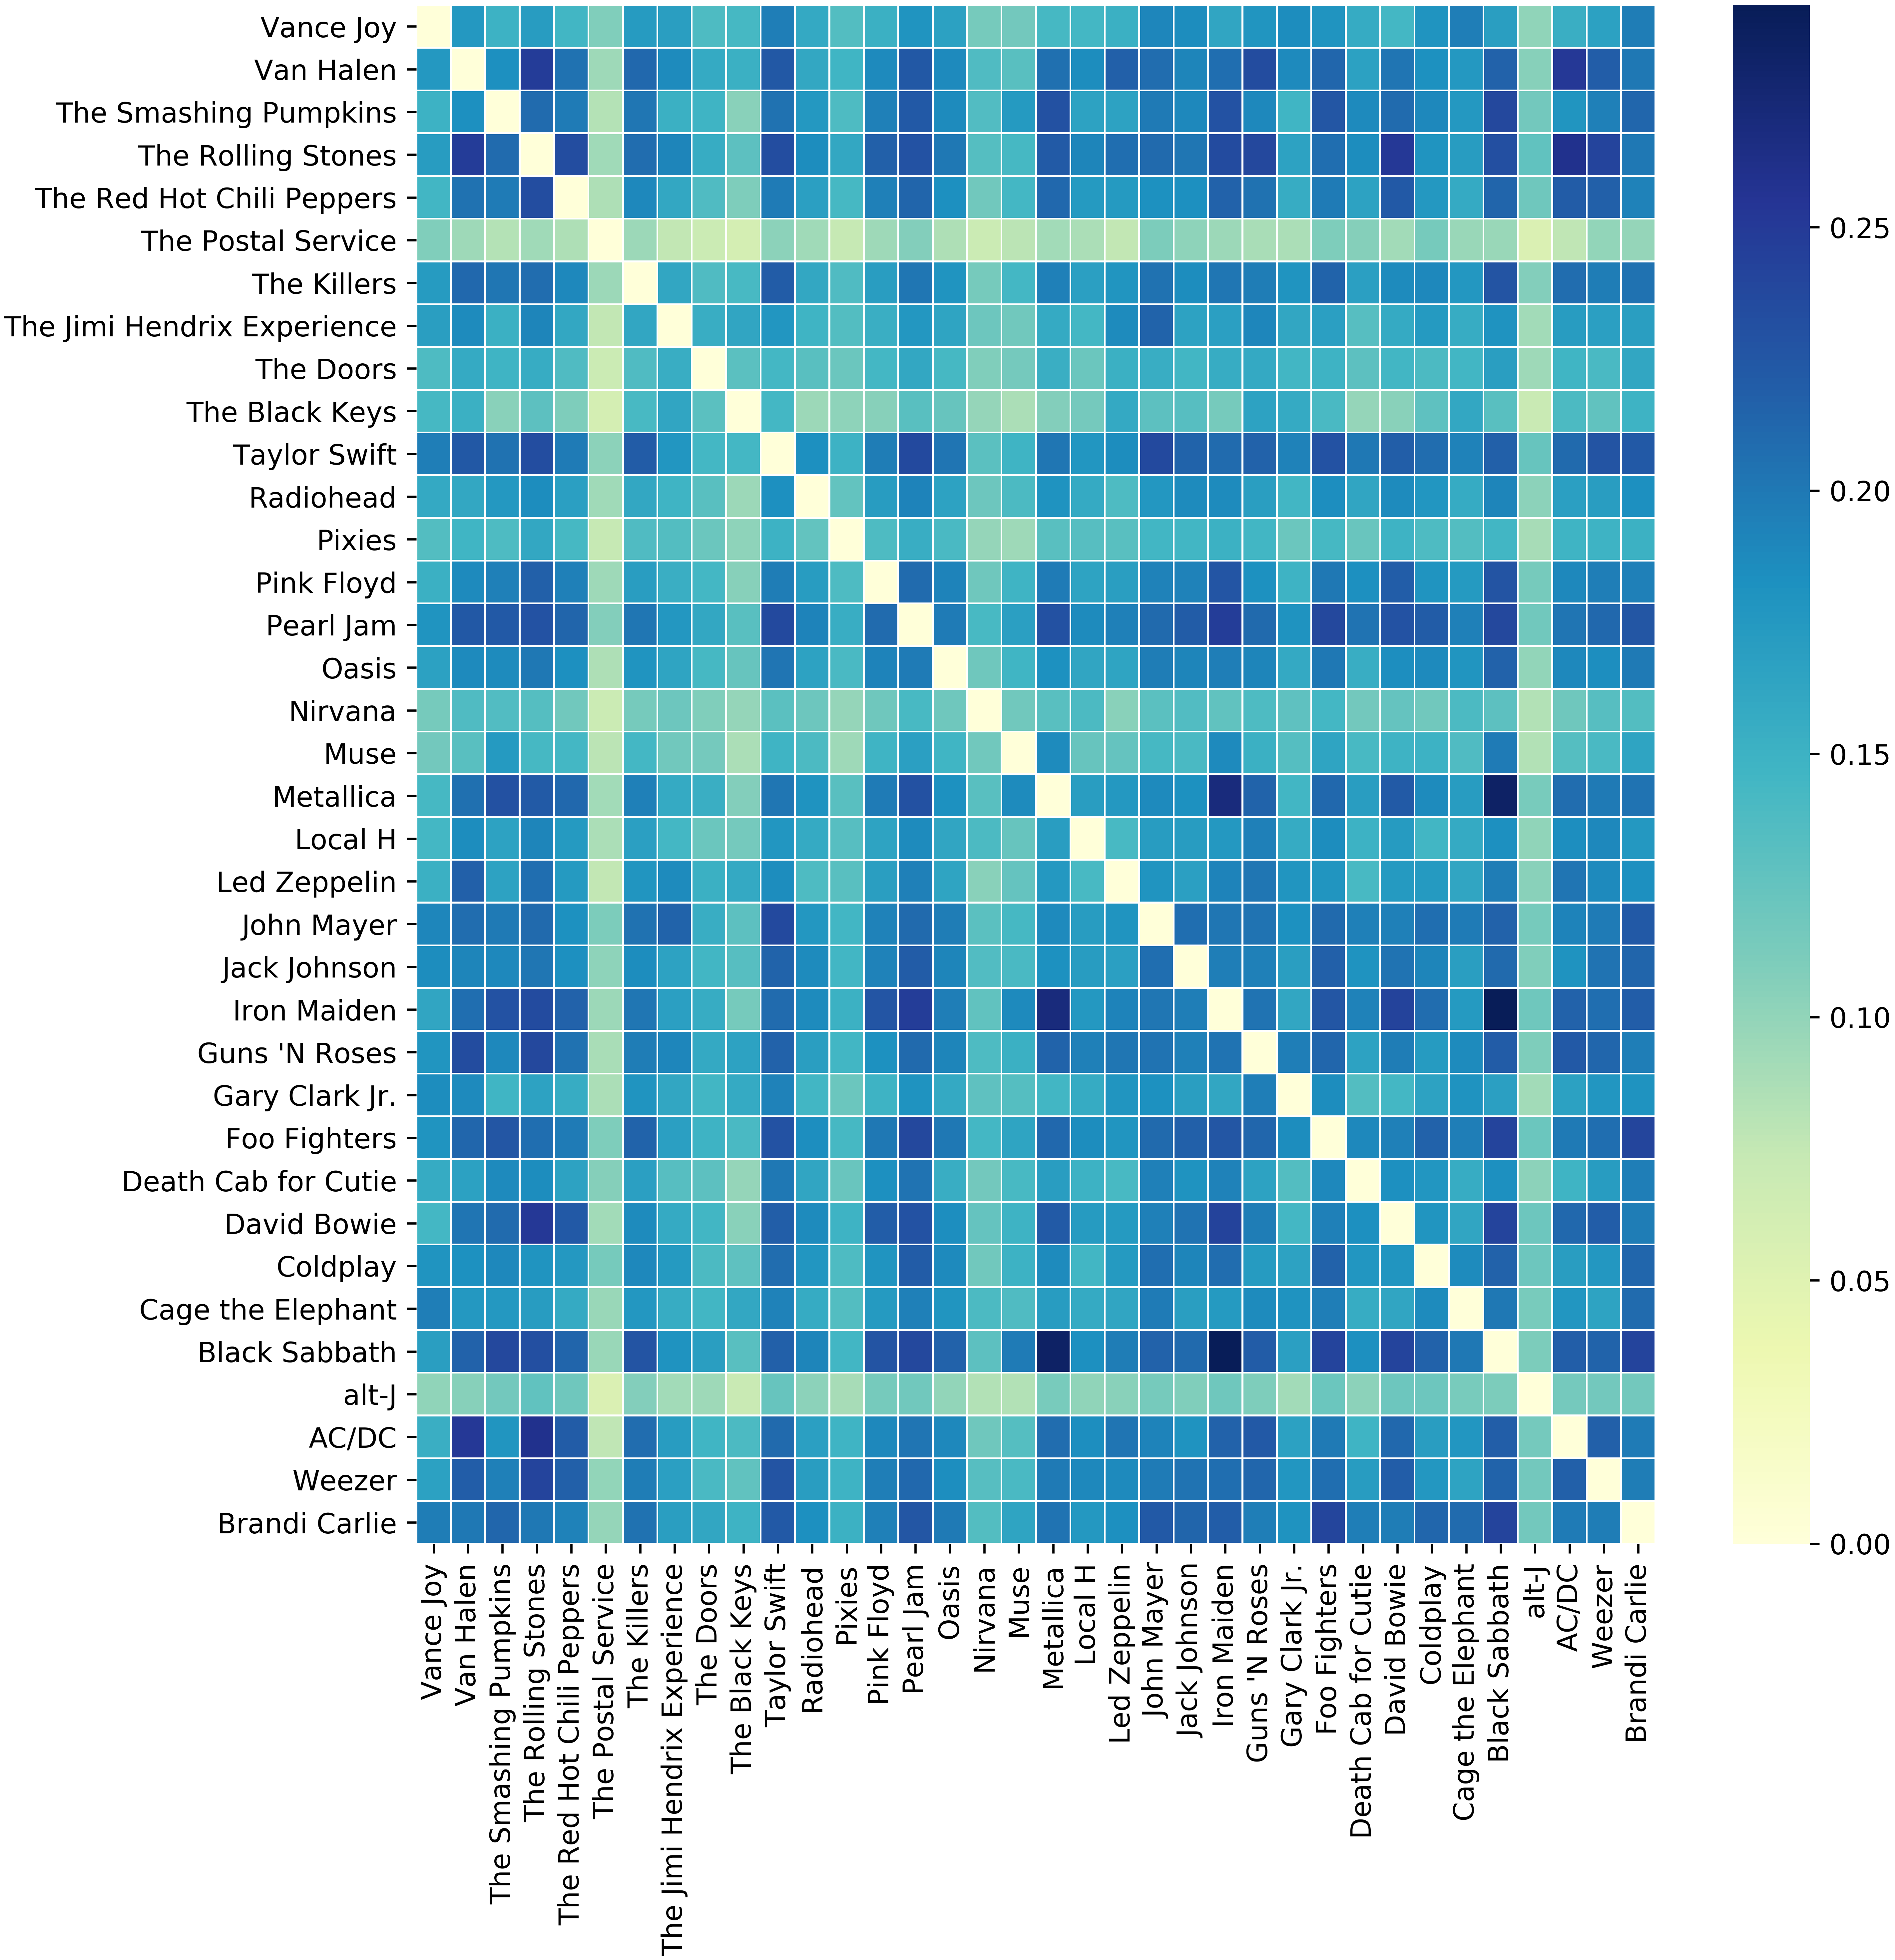 Vance Joy
Van Halen
The Smashing Pumpkins
The Rolling Stones
The Red Hot Chili Peppers
The Postal Service
The Killers
The Jimi Hendrix Experience
The Doors
The Black Keys
Taylor Swift
Radiohead
Pixies
Pink Floyd
Pearl Jam
Oasis
Nirvana
Muse
Metallica
Local H
Led Zeppelin
John Mayer
Jack Johnson
Iron Maiden
Guns 'N Roses
Gary Clark Jr.
Foo Fighters
Death Cab for Cutie
David Bowie
Coldplay
Cage the Elephant
Black Sabbath
alt-J
AC/DC
Weezer
Brandi Carlie
Vance Joy
Van Halen
The Smashing Pumpkins
The Rolling Stones
The Red Hot Chili Peppers
The Postal Service
The Killers
The Jimi Hendrix Experience
The Doors
The Black Keys
Taylor Swift
Radiohead
Pixies
Pink Floyd
Pearl Jam
Oasis
Nirvana
Muse
Metallica
Local H
Led Zeppelin
John Mayer
Jack Johnson
Iron Maiden
Guns 'N Roses
Gary Clark Jr.
Foo Fighters
Death Cab for Cutie
David Bowie
Coldplay
Cage the Elephant
Black Sabbath
alt-J
AC/DC
Weezer
Brandi Carlie
0.25
0.20
0.15
0.10
0.05
0.00